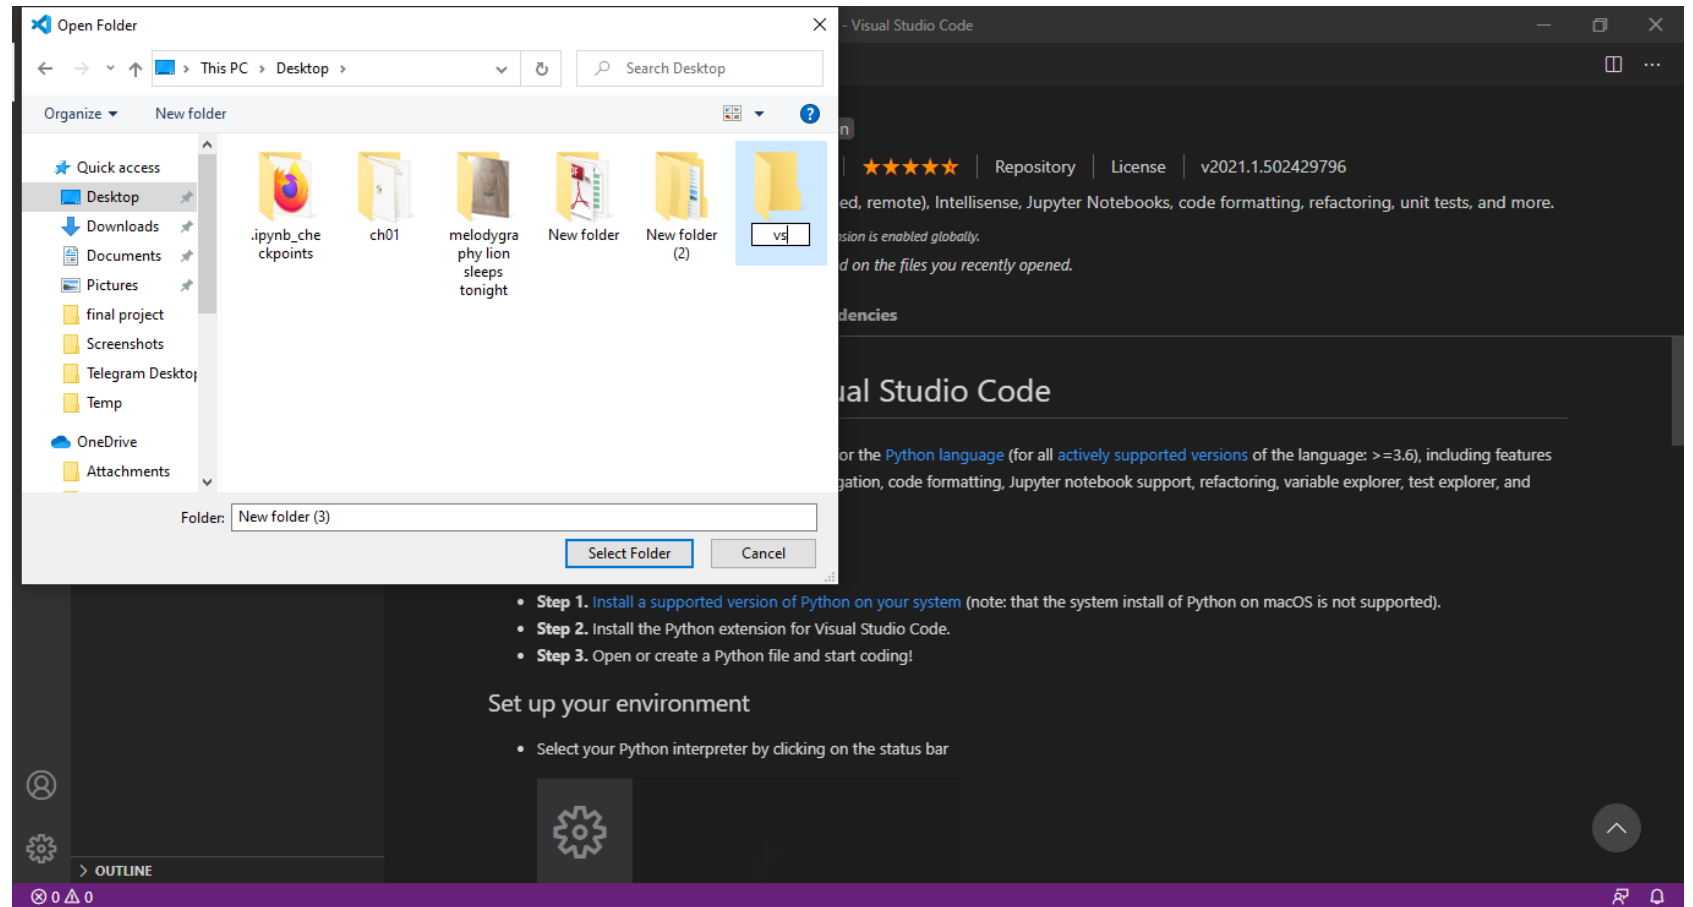 Open Folder
- Visual Studio Code
This PC > Desktop >
Search Desktop
Organize
New folder
?
Quick access
Desktop
Downloads
Documents
Pictures
final project
Screenshots
Telegram Desktop
Temp
OneDrive
Attachments
.ipynb_che
ckpoints
ch01
melodygra
phy lion
sleeps
tonight
New folder
New folder
(2)
vs
Folder: New folder (3)
Select Folder
Cancel
n
Repository
License
v2021.1.502429796
ed, remote), Intellisense, Jupyter Notebooks, code formatting, refactoring, unit tests, and more.
sion is enabled globally.
d on the files you recently opened.
dencies
ual Studio Code
or the Python language (for all actively supported versions of the language: >=3.6), including features
gation, code formatting, Jupyter notebook support, refactoring, variable explorer, test explorer, and
• Step 1. Install a supported version of Python on your system (note: that the system install of Python on macOS is not supported).
• Step 2. Install the Python extension for Visual Studio Code.
• Step 3. Open or create a Python file and start coding!
Set up your environment
• Select your Python interpreter by clicking on the status bar
> OUTLINE
0 0